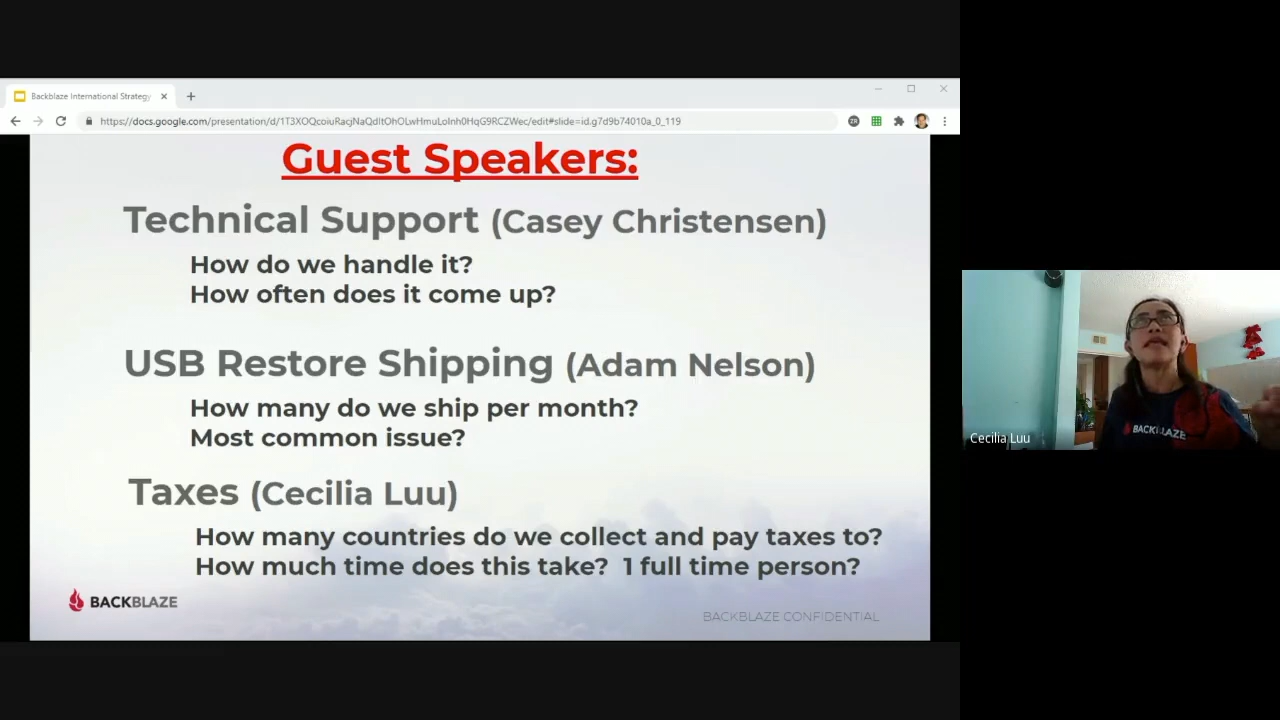 Backblaze International Strategy
https://docs.google.com/presentation/d/1T3XOQcoiuRacjNaQdItOhOLwHmuLoInh0HqG9RCZWec/edit#slide=id.g7d9b74010a_0_119
Guest Speakers:
Technical Support (Casey Christensen)
How do we handle it?
How often does it come up?
USB Restore Shipping (Adam Nelson)
How many do we ship per month?
Most common issue?
Taxes (Cecilia Luu)
How many countries do we collect and pay taxes to?
How much time does this take? 1 full time person?
BACKBLAZE
BACKBLAZE CONFIDENTIAL
BACKBLAZE
Cecilia Luu